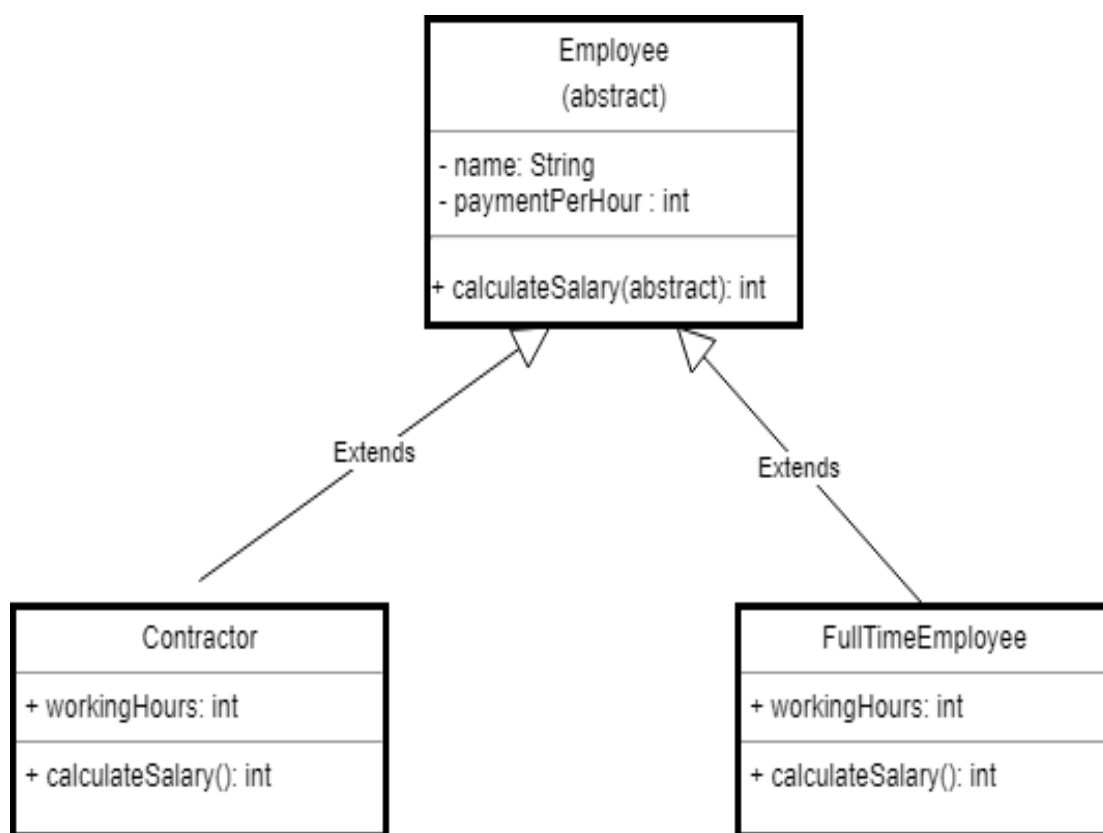 Employee
(abstract)
- name: String
- paymentPerHour : int
+ calculateSalary(abstract): int
Extends
Extends
Contractor
+ workingHours: int
+ calculateSalary(): int
FullTimeEmployee
+ workingHours: int
+ calculateSalary(): int